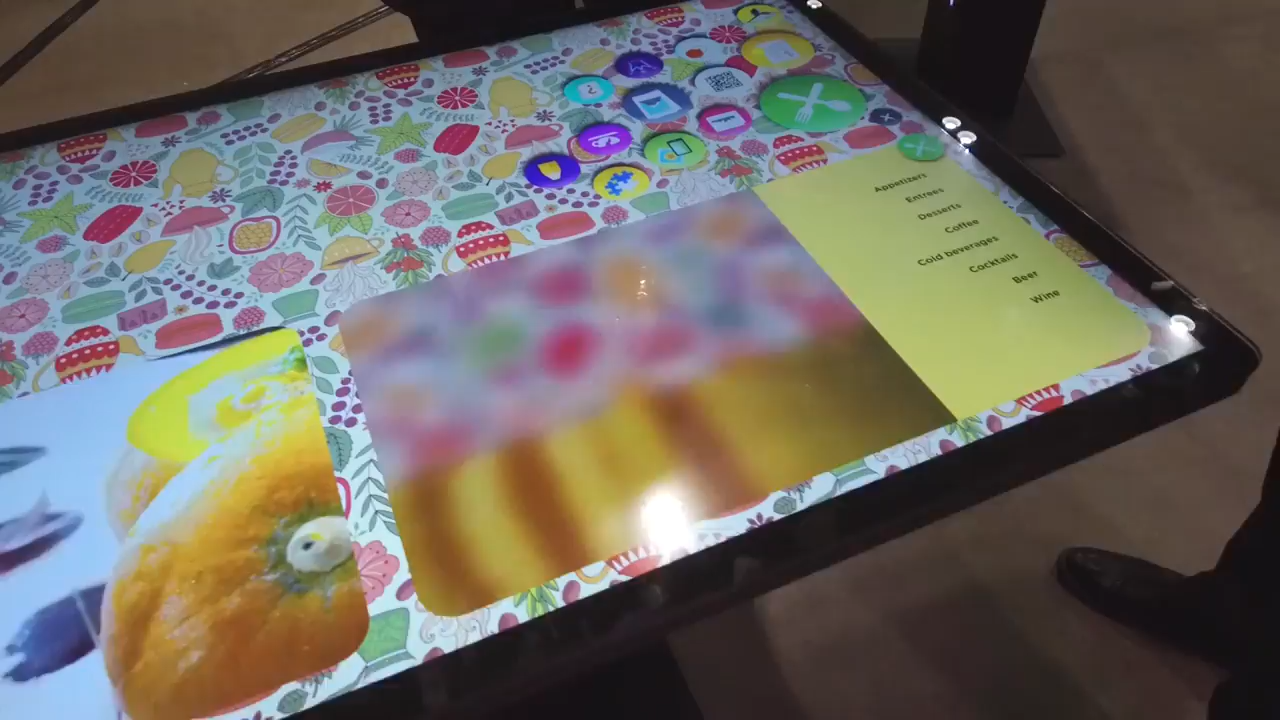 Appetizers
Entrees
Desserts
Coffee
Cold beverages
Cocktails
Beer
Wine